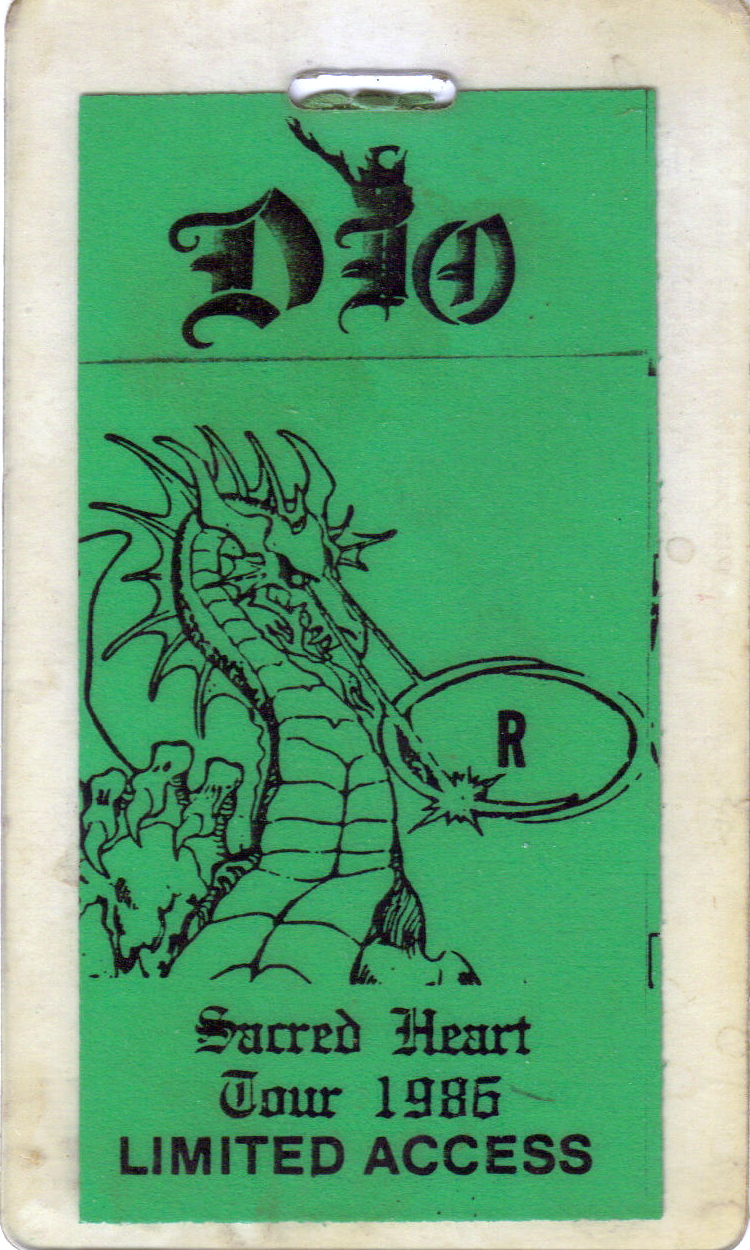 DIO
R
Sacred Heart
Tour 1986
LIMITED ACCESS